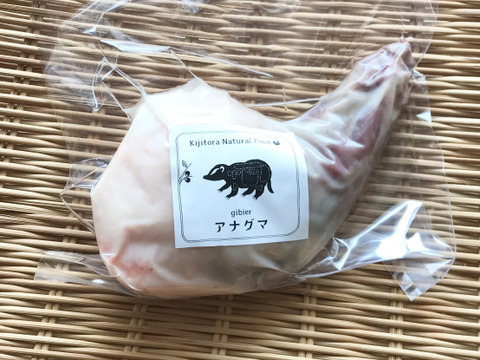 Kijitora Natural Food
gibier
アナグマ